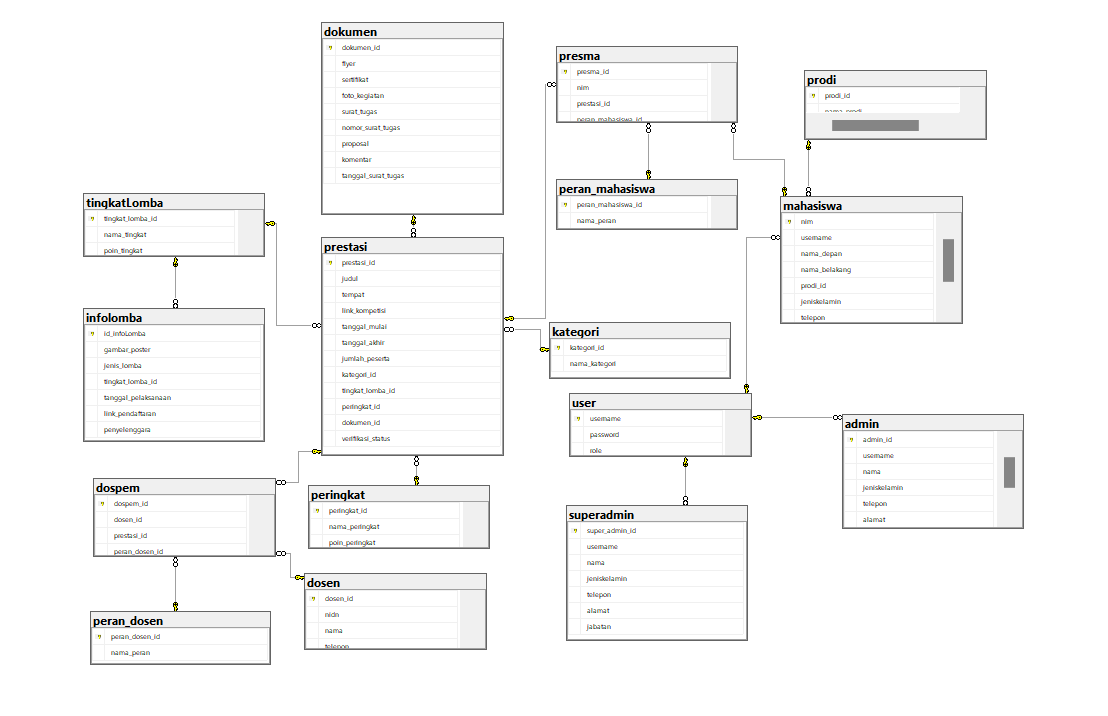 dokumen
dokumen_id
flyer
sertifikat
foto_kegiatan
surat_tugas
nomor_surat_tugas
proposal
komentar
tanggal_surat_tugas
presma
presma_id
nim
prestasi_id
peran_mahasiswa_id
prodi
prodi_id
nama_prodi
peran_mahasiswa
peran_mahasiswa_id
nama_peran
mahasiswa
nim
username
nama_depan
nama_belakang
prodi_id
jeniskelamin
telepon
tingkatLomba
tingkat_lomba_id
nama_tingkat
poin_tingkat
prestasi
prestasi_id
judul
tempat
link_kompetisi
tanggal_mulai
tanggal_akhir
jumlah_peserta
kategori_id
tingkat_lomba_id
peringkat_id
dokumen_id
verifikasi_status
infolomba
id_infoLomba
gambar_poster
jenis_lomba
tingkat_lomba_id
tanggal_pelaksanaan
link_pendaftaran
penyelenggara
kategori
kategori_id
nama_kategori
user
username
password
role
admin
admin_id
username
nama
jeniskelamin
telepon
alamat
dospem
dospem_id
dosen_id
prestasi_id
peran_dosen_id
peringkat
peringkat_id
nama_peringkat
poin_peringkat
superadmin
super_admin_id
username
nama
jeniskelamin
telepon
alamat
jabatan
dosen
dosen_id
nidn
nama
telepon
peran_dosen
peran_dosen_id
nama_peran